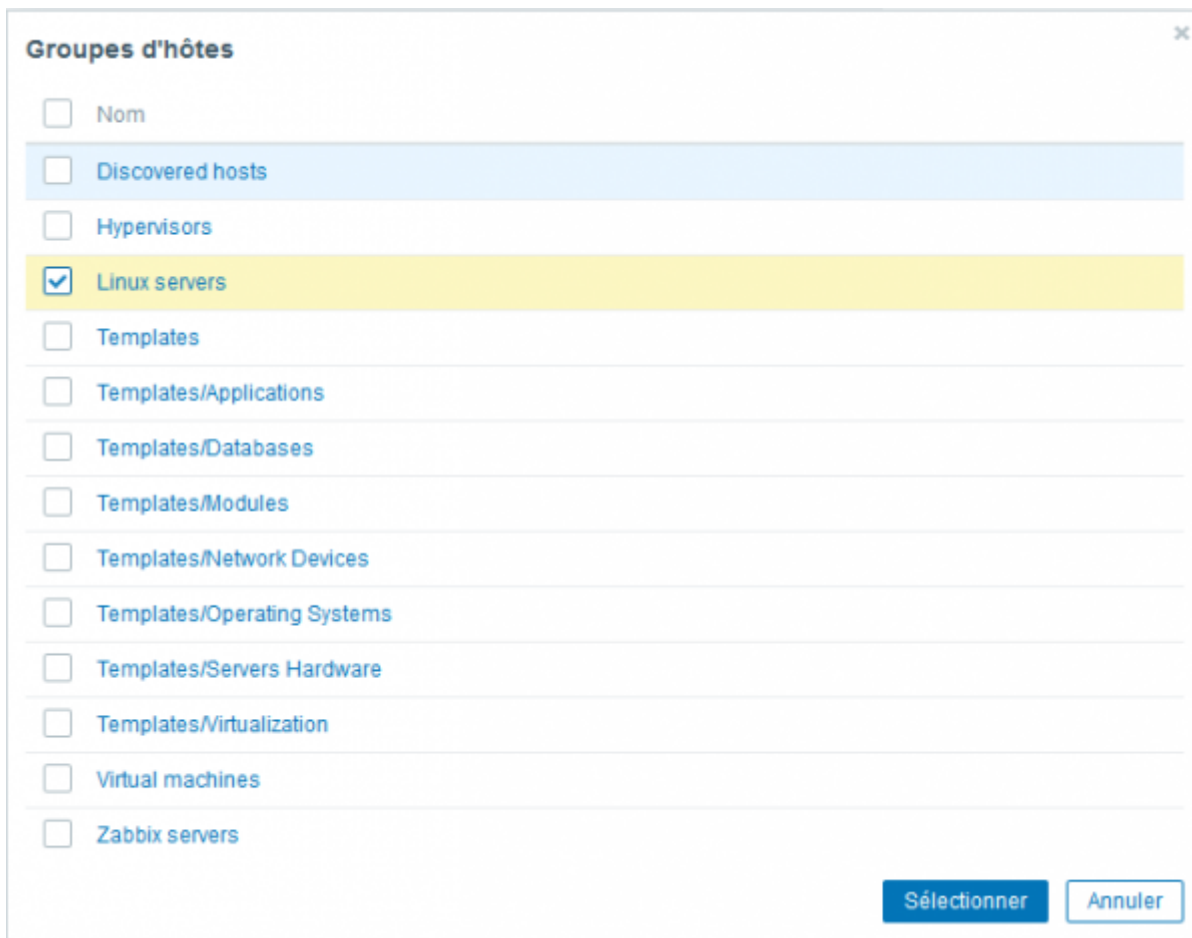 Groupes d'hôtes
Nom
Discovered hosts
Hypervisors
Linux servers
Templates
Templates/Applications
Templates/Databases
Templates/Modules
Templates/Network Devices
Templates/Operating Systems
Templates/Servers Hardware
Templates/Virtualization
Virtual machines
Zabbix servers
Sélectionner Annuler